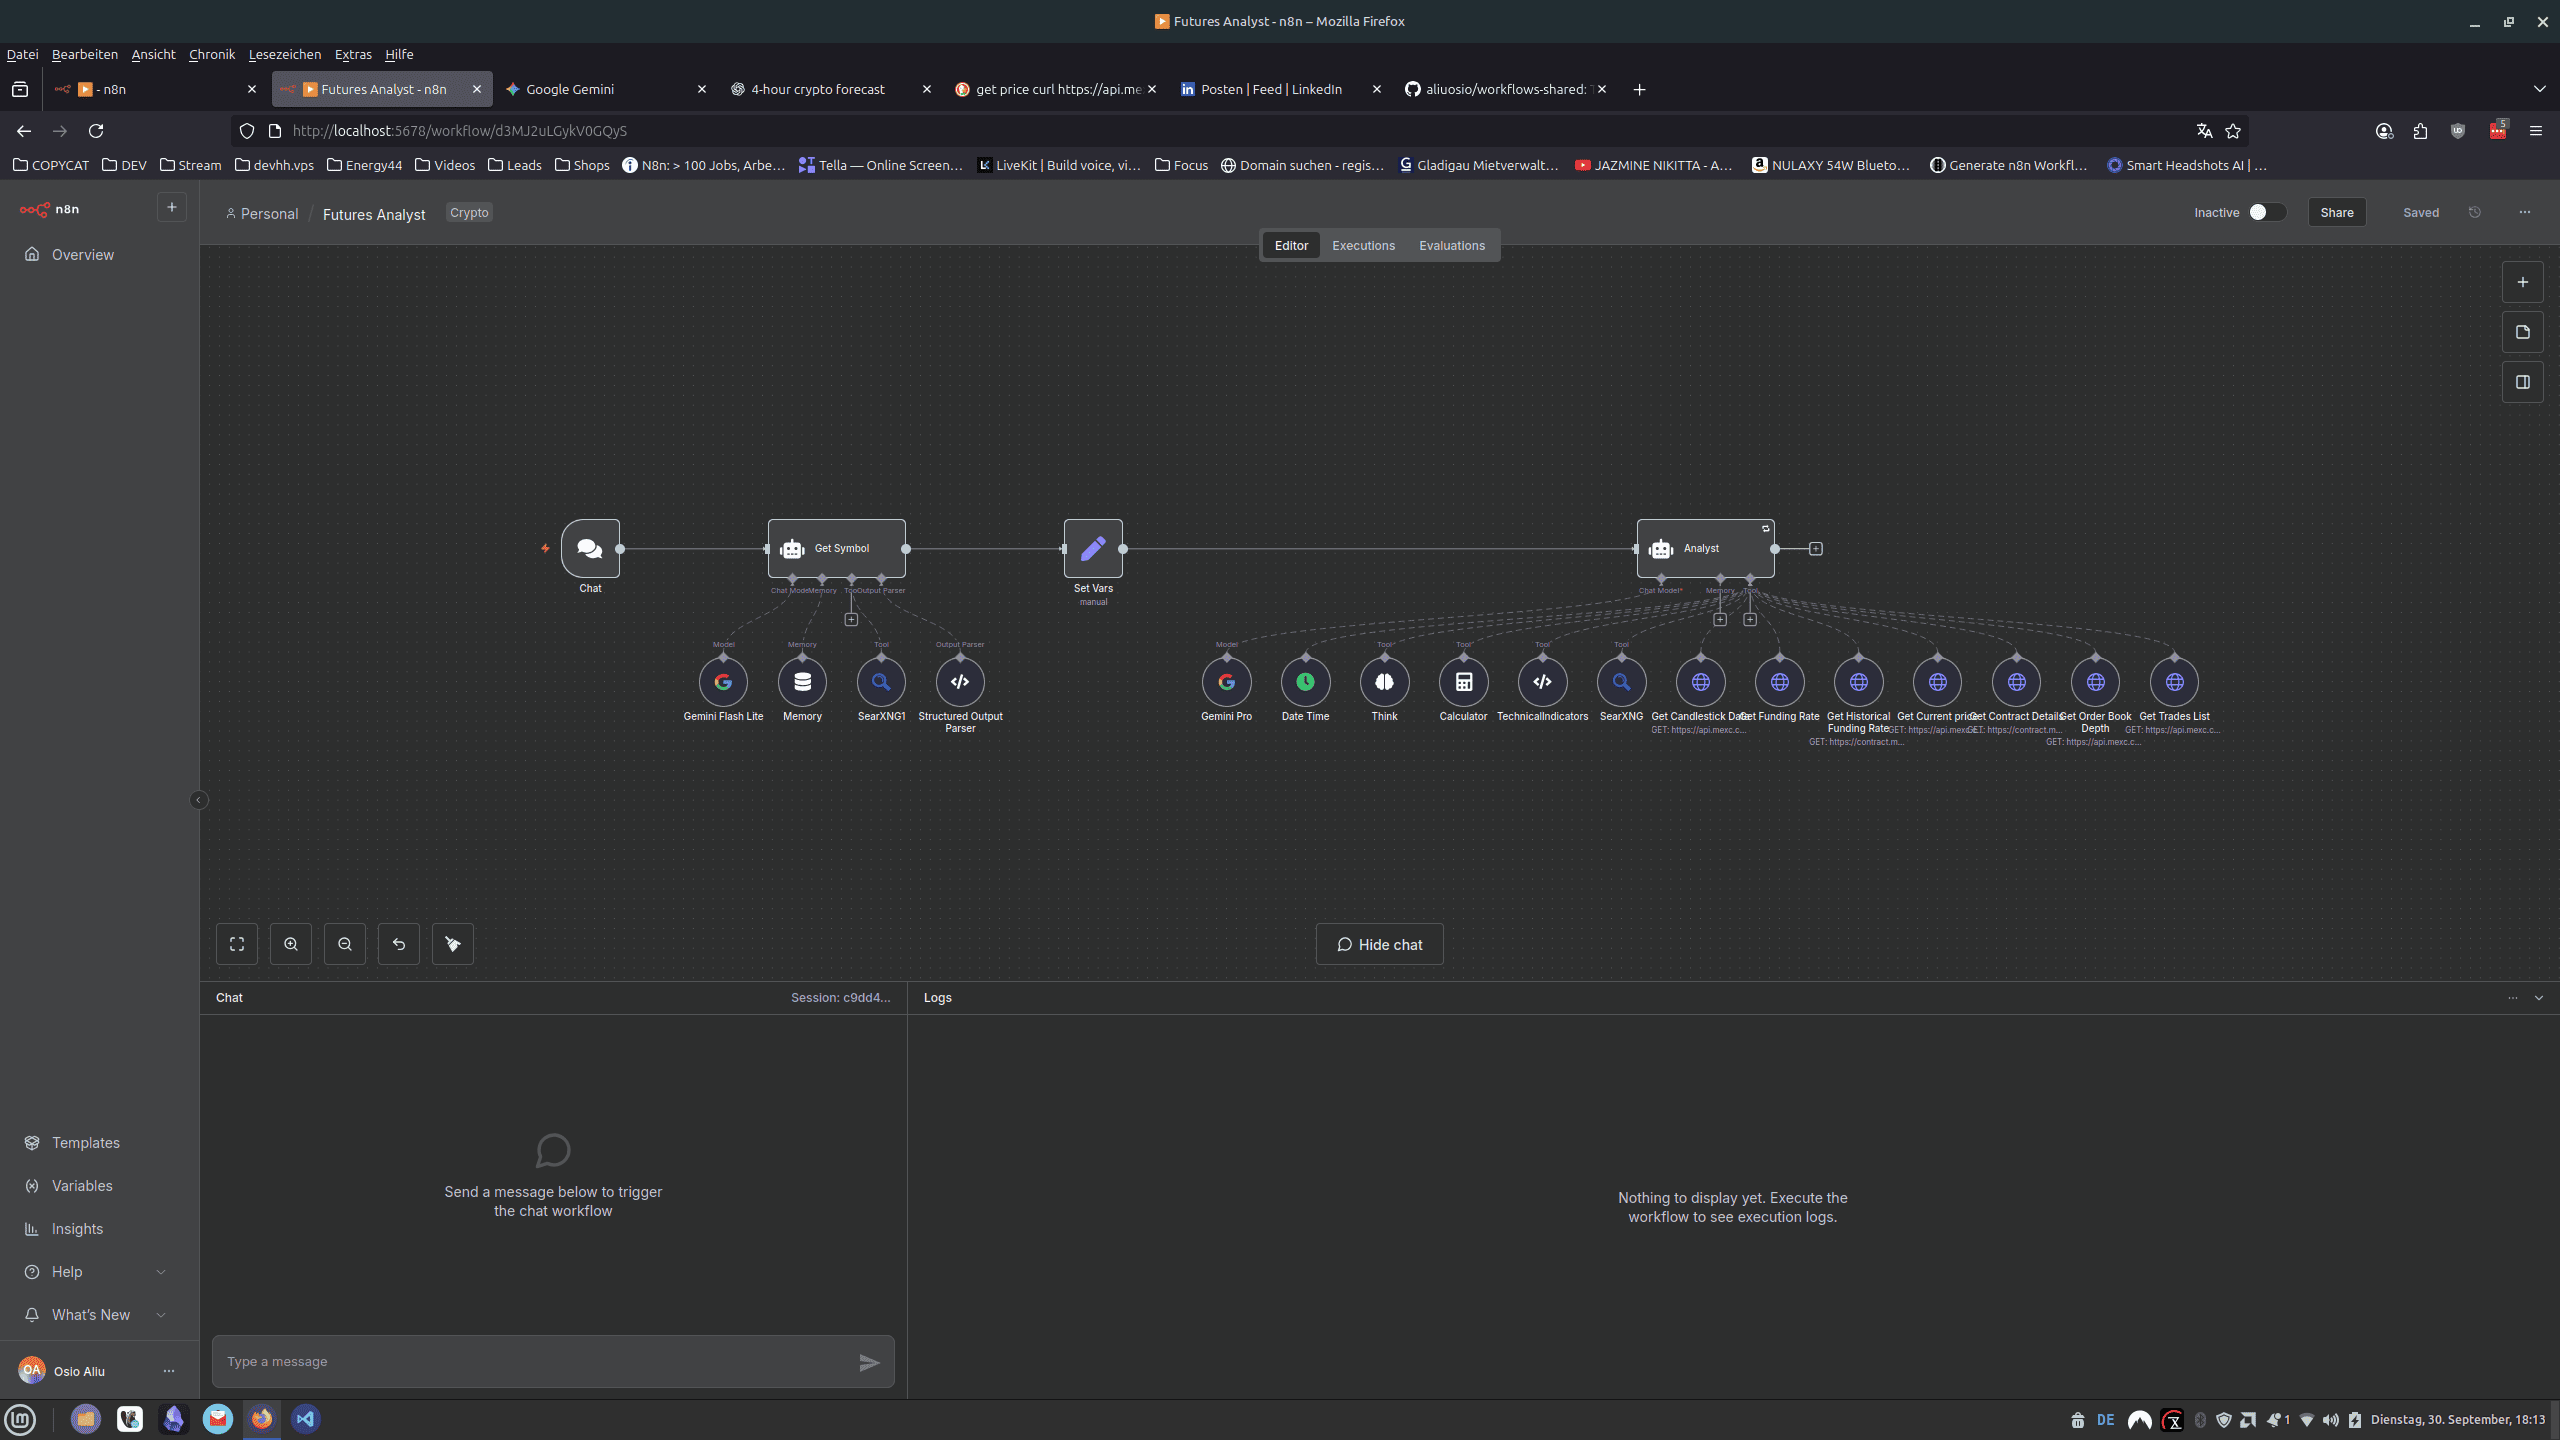 Futures Analyst - n8n – Mozilla Firefox
Datei Bearbeiten Ansicht Chronik Lesezeichen Extras Hilfe
- n8n
Futures Analyst - n8n
Google Gemini
4-hour crypto forecast
get price curl https://api.me
Posten | Feed | LinkedIn
aliuosio/workflows-shared:
http://localhost:5678/workflow/d3MJ2uLGykV0GQyS
5
COPYCAT DEV Stream devhh.vps Energy44 Videos Leads Shops N8n: > 100 Jobs, Arbe… Tella — Online Screen… LiveKit | Build voice, vi… Focus Domain suchen - regis… Gladigau Mietverwalt… JAZMINE NIKITTA - A… NULAXY 54W Blueto… Generate n8n Workfl… Smart Headshots AI | …
n8n
Personal / Futures Analyst Crypto
Inactive Share Saved
Editor Executions Evaluations
Overview
Get Symbol
Analyst
Chat
Set Vars
manual
Chat Mode Memory Too Output Parser
Chat Model* Memory Tool
Model Memory Tool Output Parser
Model Tool Tool Tool Tool
Gemini Flash Lite
Memory
SearXNG1
Structured Output
Parser
Gemini Pro
Date Time
Think
Calculator
TechnicalIndicators
SearXNG
Get Candlestick Data
GET: https://api.mexc.c...
Get Funding Rate
Get Historical
Funding Rate
GET: https://contract.m...
Get Current price
GET: https://api.mexc.c
Get Contract Details
GET: https://contract.m...
Get Order Book
Depth
GET: https://api.mexc.c...
Get Trades List
GET: https://api.mexc.c...
Hide chat
Chat
Session: c9dd4...
Logs
Send a message below to trigger
the chat workflow
Nothing to display yet. Execute the
workflow to see execution logs.
Templates
Variables
Insights
Help
What's New
OA
Osio Aliu
Type a message
DE
1
Dienstag, 30. September, 18:13